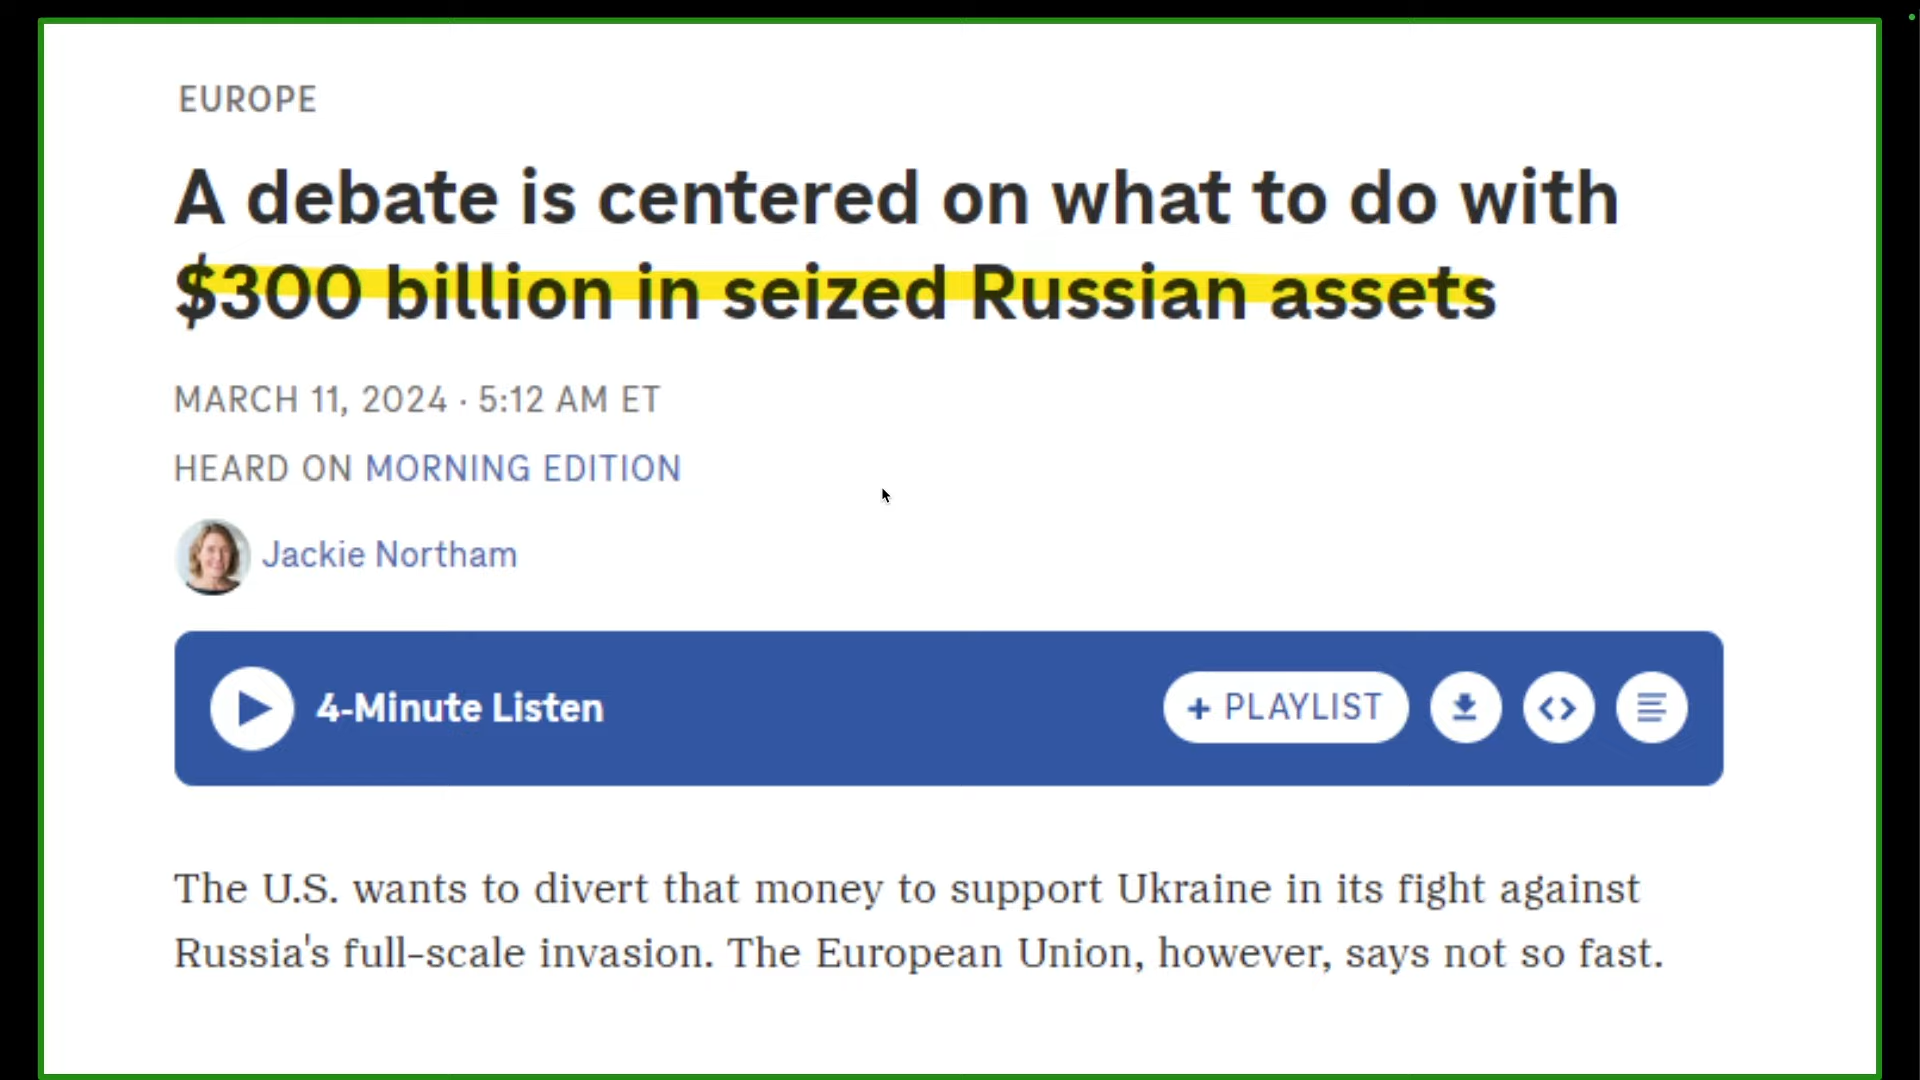 EUROPE
A debate is centered on what to do with
$300 billion in seized Russian assets
MARCH 11, 2024 · 5:12 AM ET
HEARD ON MORNING EDITION
Jackie Northam
4-Minute Listen
+ PLAYLIST
The U.S. wants to divert that money to support Ukraine in its fight against
Russia's full-scale invasion. The European Union, however, says not so fast.